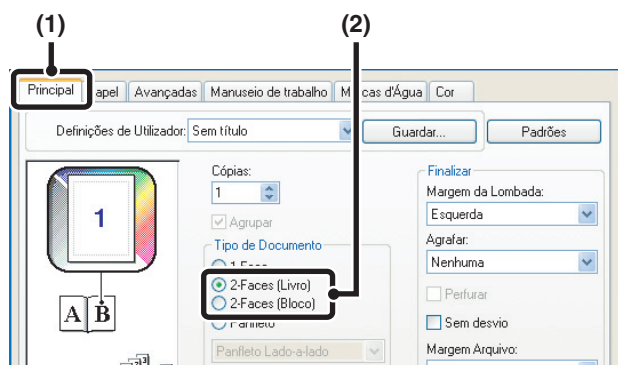 (1) (2)
Principal apel Avançadas Manuseio de trabalho M cas d'Água Cor
Definições de Utilizador: Sem título Guardar... Padrões
Cópias:
1
Agrupar
Tipo de Documento
2-Faces (Livro)
2-Faces (Bloco)
Panfleto
Panfleto Lado-a-lado
Finalizar
Margem da Lombada:
Esquerda
Agrafar:
Nenhuma
Perfurar
Sem desvio
Margem Arquivo:
1
A B